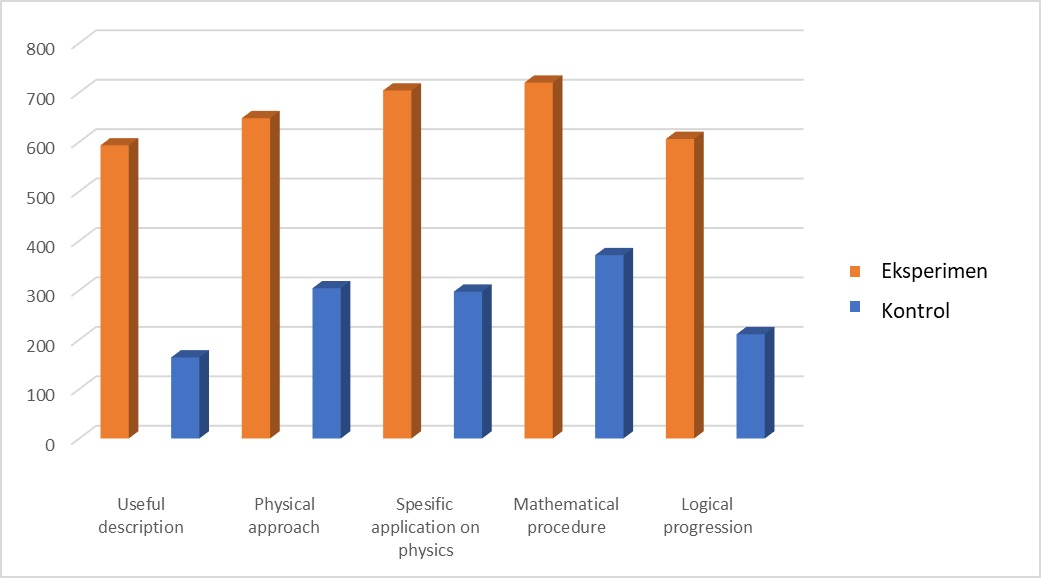 800
700
600
500
400
300
200
100
0
Useful
description
Physical
approach
Spesific
application on
physics
Mathematical
procedure
Logical
progression
Eksperimen
Kontrol